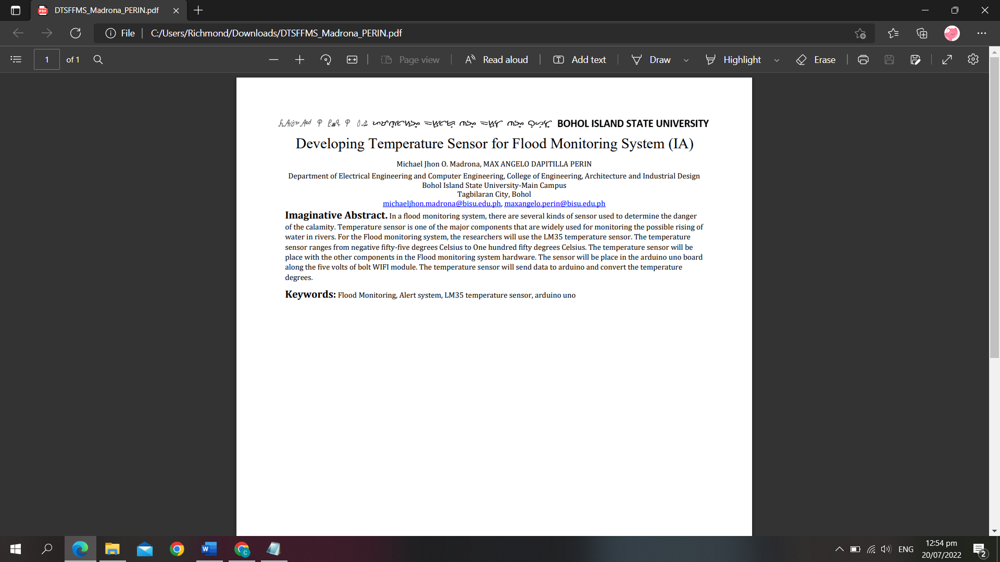 DTSFFMS_Madrona_PERIN.pdf
File C:/Users/Richmond/Downloads/DTSFFMS_Madrona_PERIN.pdf
1 of 1 Page view Read aloud Add text Draw Highlight Erase
BOHOL ISLAND STATE UNIVERSITY
Developing Temperature Sensor for Flood Monitoring System (IA)
Michael Jhon O. Madrona, MAX ANGELO DAPITILLA PERIN
Department of Electrical Engineering and Computer Engineering, College of Engineering, Architecture and Industrial Design
Bohol Island State University-Main Campus
Tagbilaran City, Bohol
michaeljhon.madrona@bisu.edu.ph, maxangelo.perin@bisu.edu.ph
Imaginative Abstract. In a flood monitoring system, there are several kinds of sensor used to determine the danger
of the calamity. Temperature sensor is one of the major components that are widely used for monitoring the possible rising of
water in rivers. For the Flood monitoring system, the researchers will use the LM35 temperature sensor. The temperature
sensor ranges from negative fifty-five degrees Celsius to One hundred fifty degrees Celsius. The temperature sensor will be
place with the other components in the Flood monitoring system hardware. The sensor will be place in the arduino uno board
along the five volts of bolt WIFI module. The temperature sensor will send data to arduino and convert the temperature
degrees.
Keywords: Flood Monitoring, Alert system, LM35 temperature sensor, arduino uno
ENG
12:54 pm
20/07/2022
2